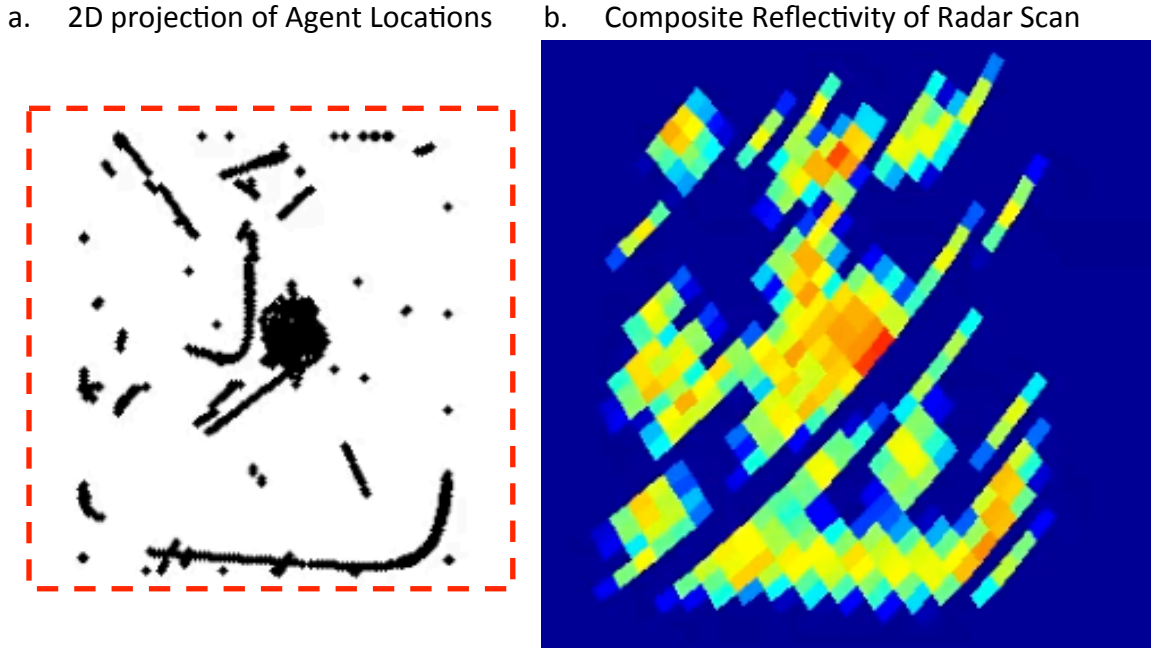 a. 2D projection of Agent Locations
b. Composite Reflectivity of Radar Scan